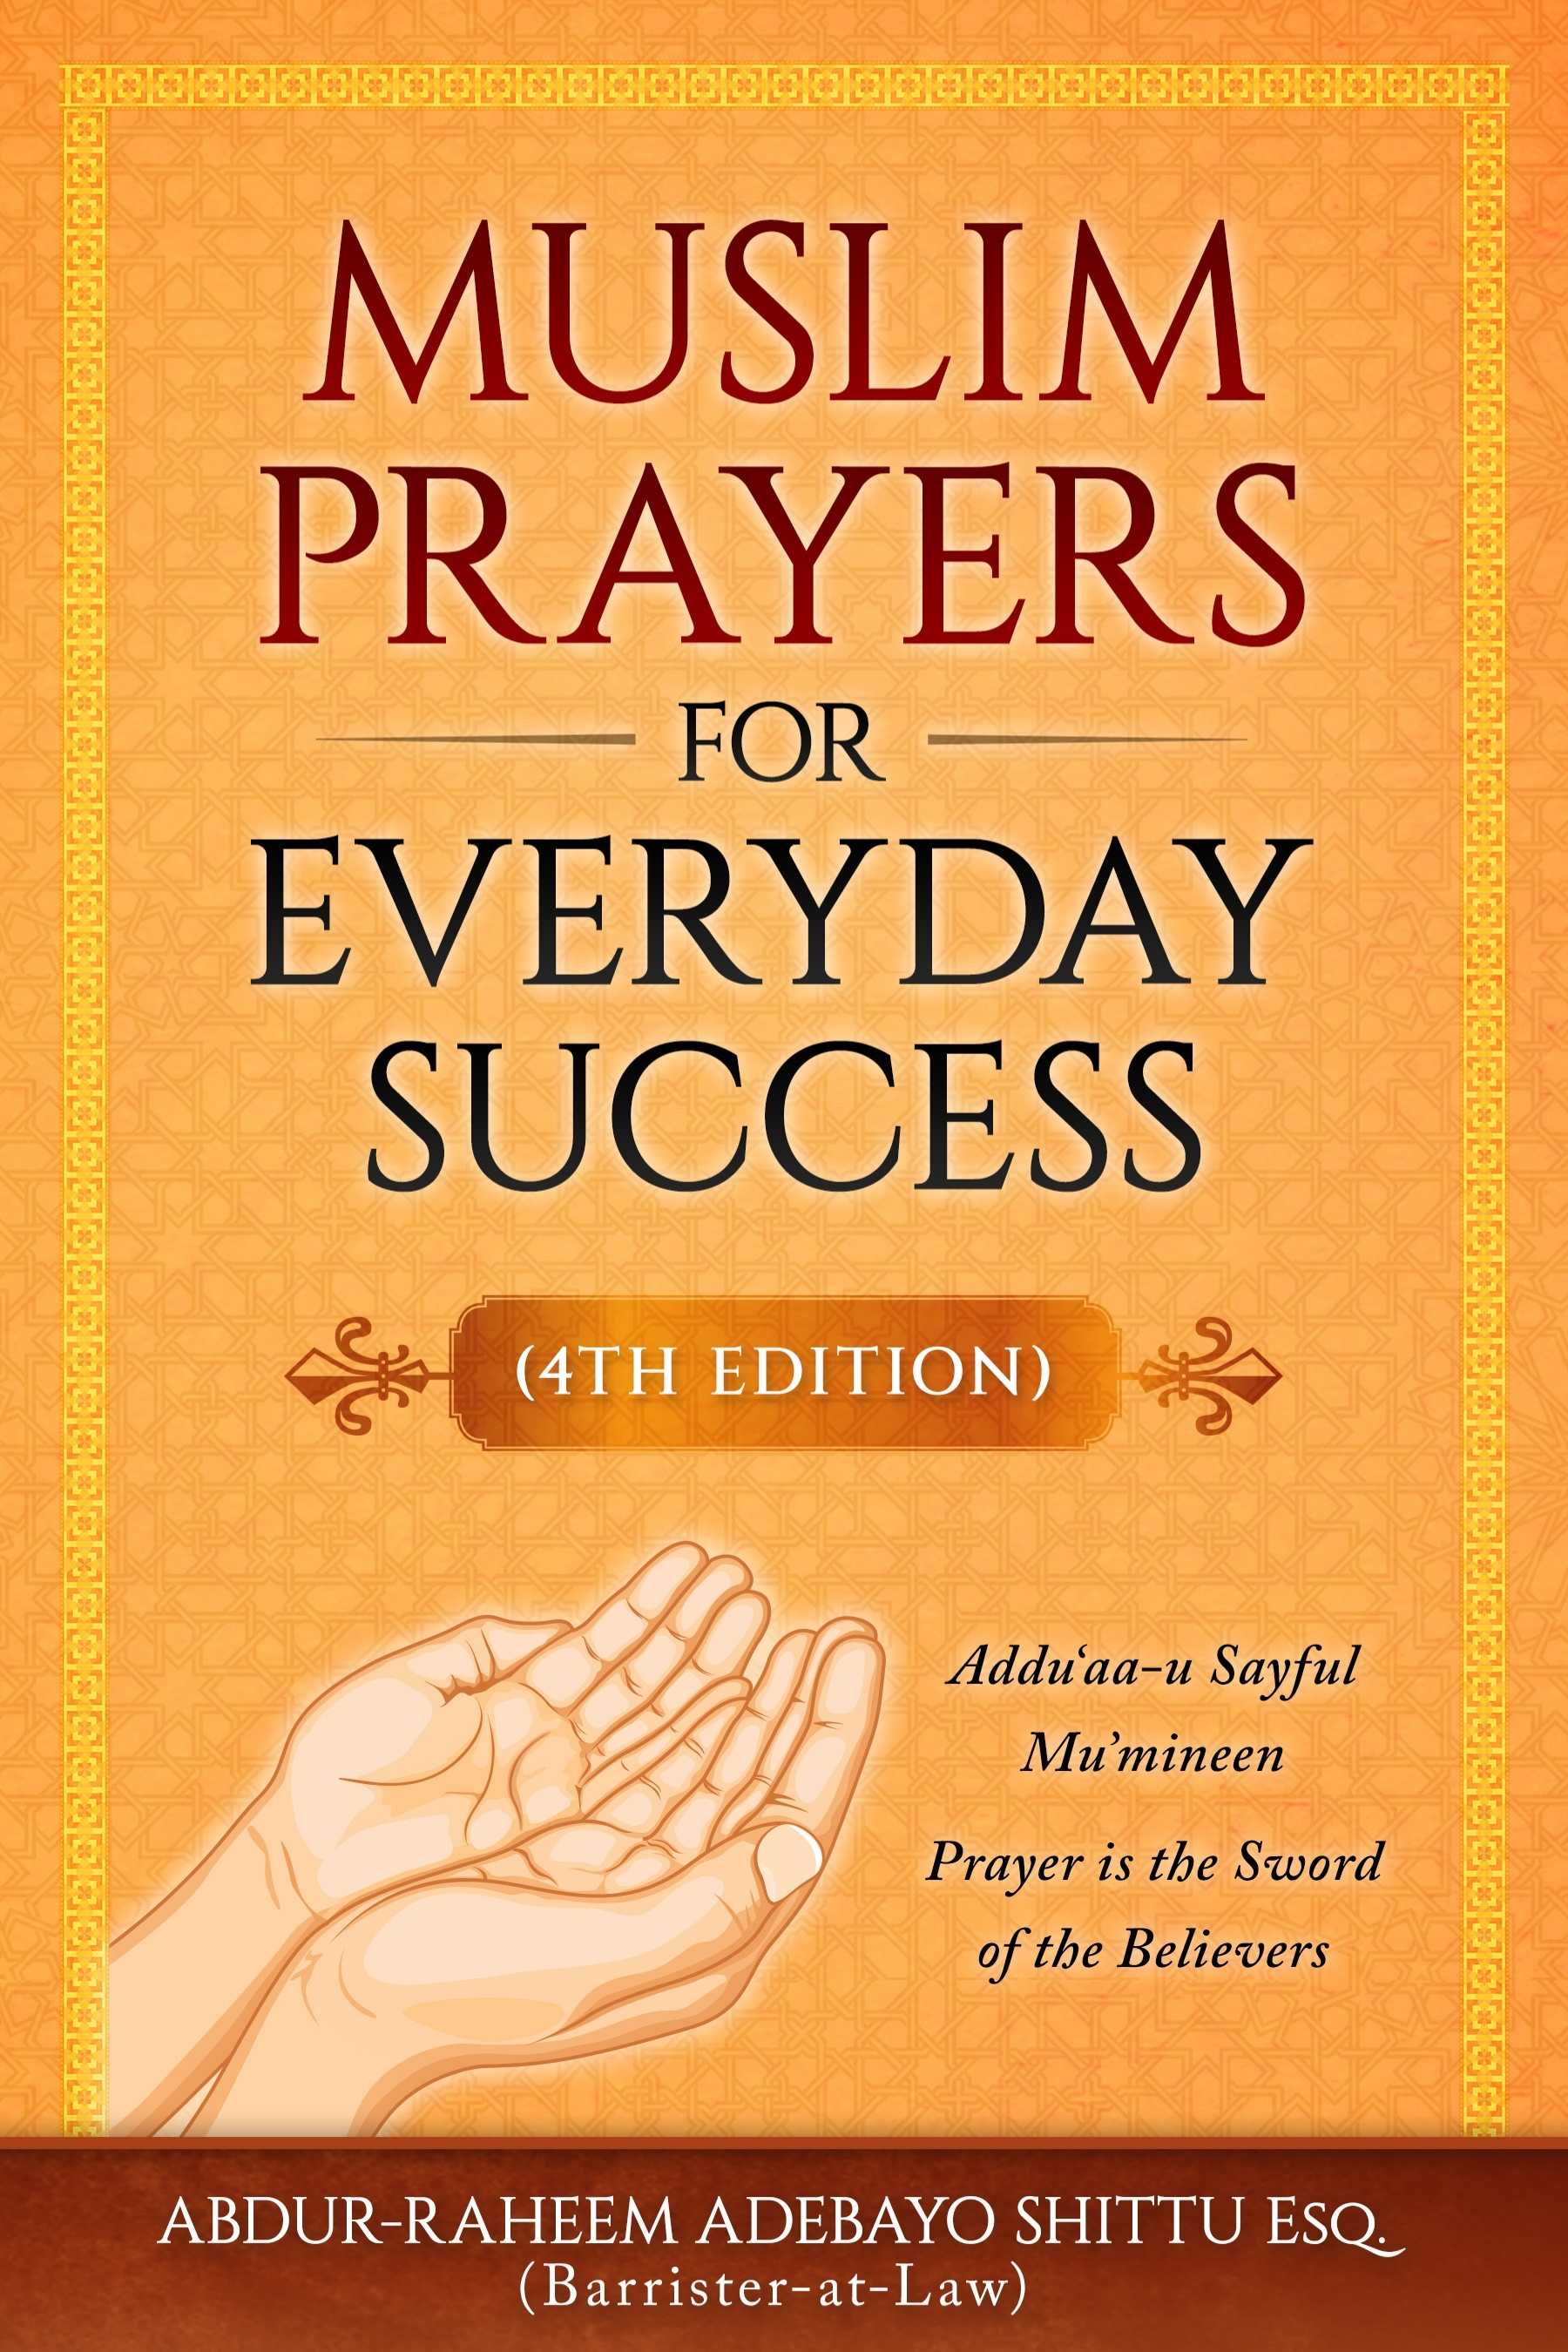 MUSLIM
PRAYERS
FOR
EVERYDAY
SUCCESS
(4TH EDITION)
Addu‘aa-u Sayful
Mu’mineen
Prayer is the Sword
of the Believers
ABDUR-RAHEEM ADEBAYO SHITTU ESQ.
(Barrister-at-Law)